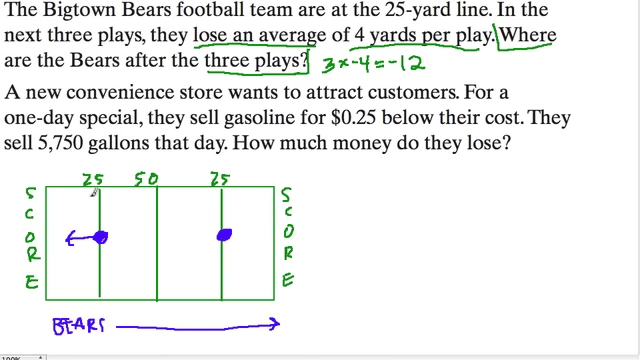 The Bigtown Bears football team are at the 25-yard line. In the
next three plays, they lose an average of 4 yards per play. Where
are the Bears after the three plays? 3x-4=-12
A new convenience store wants to attract customers. For a
one-day special, they sell gasoline for $0.25 below their cost. They
sell 5,750 gallons that day. How much money do they lose?
25 50 25
SCORE
SCORE
BEARS
100%